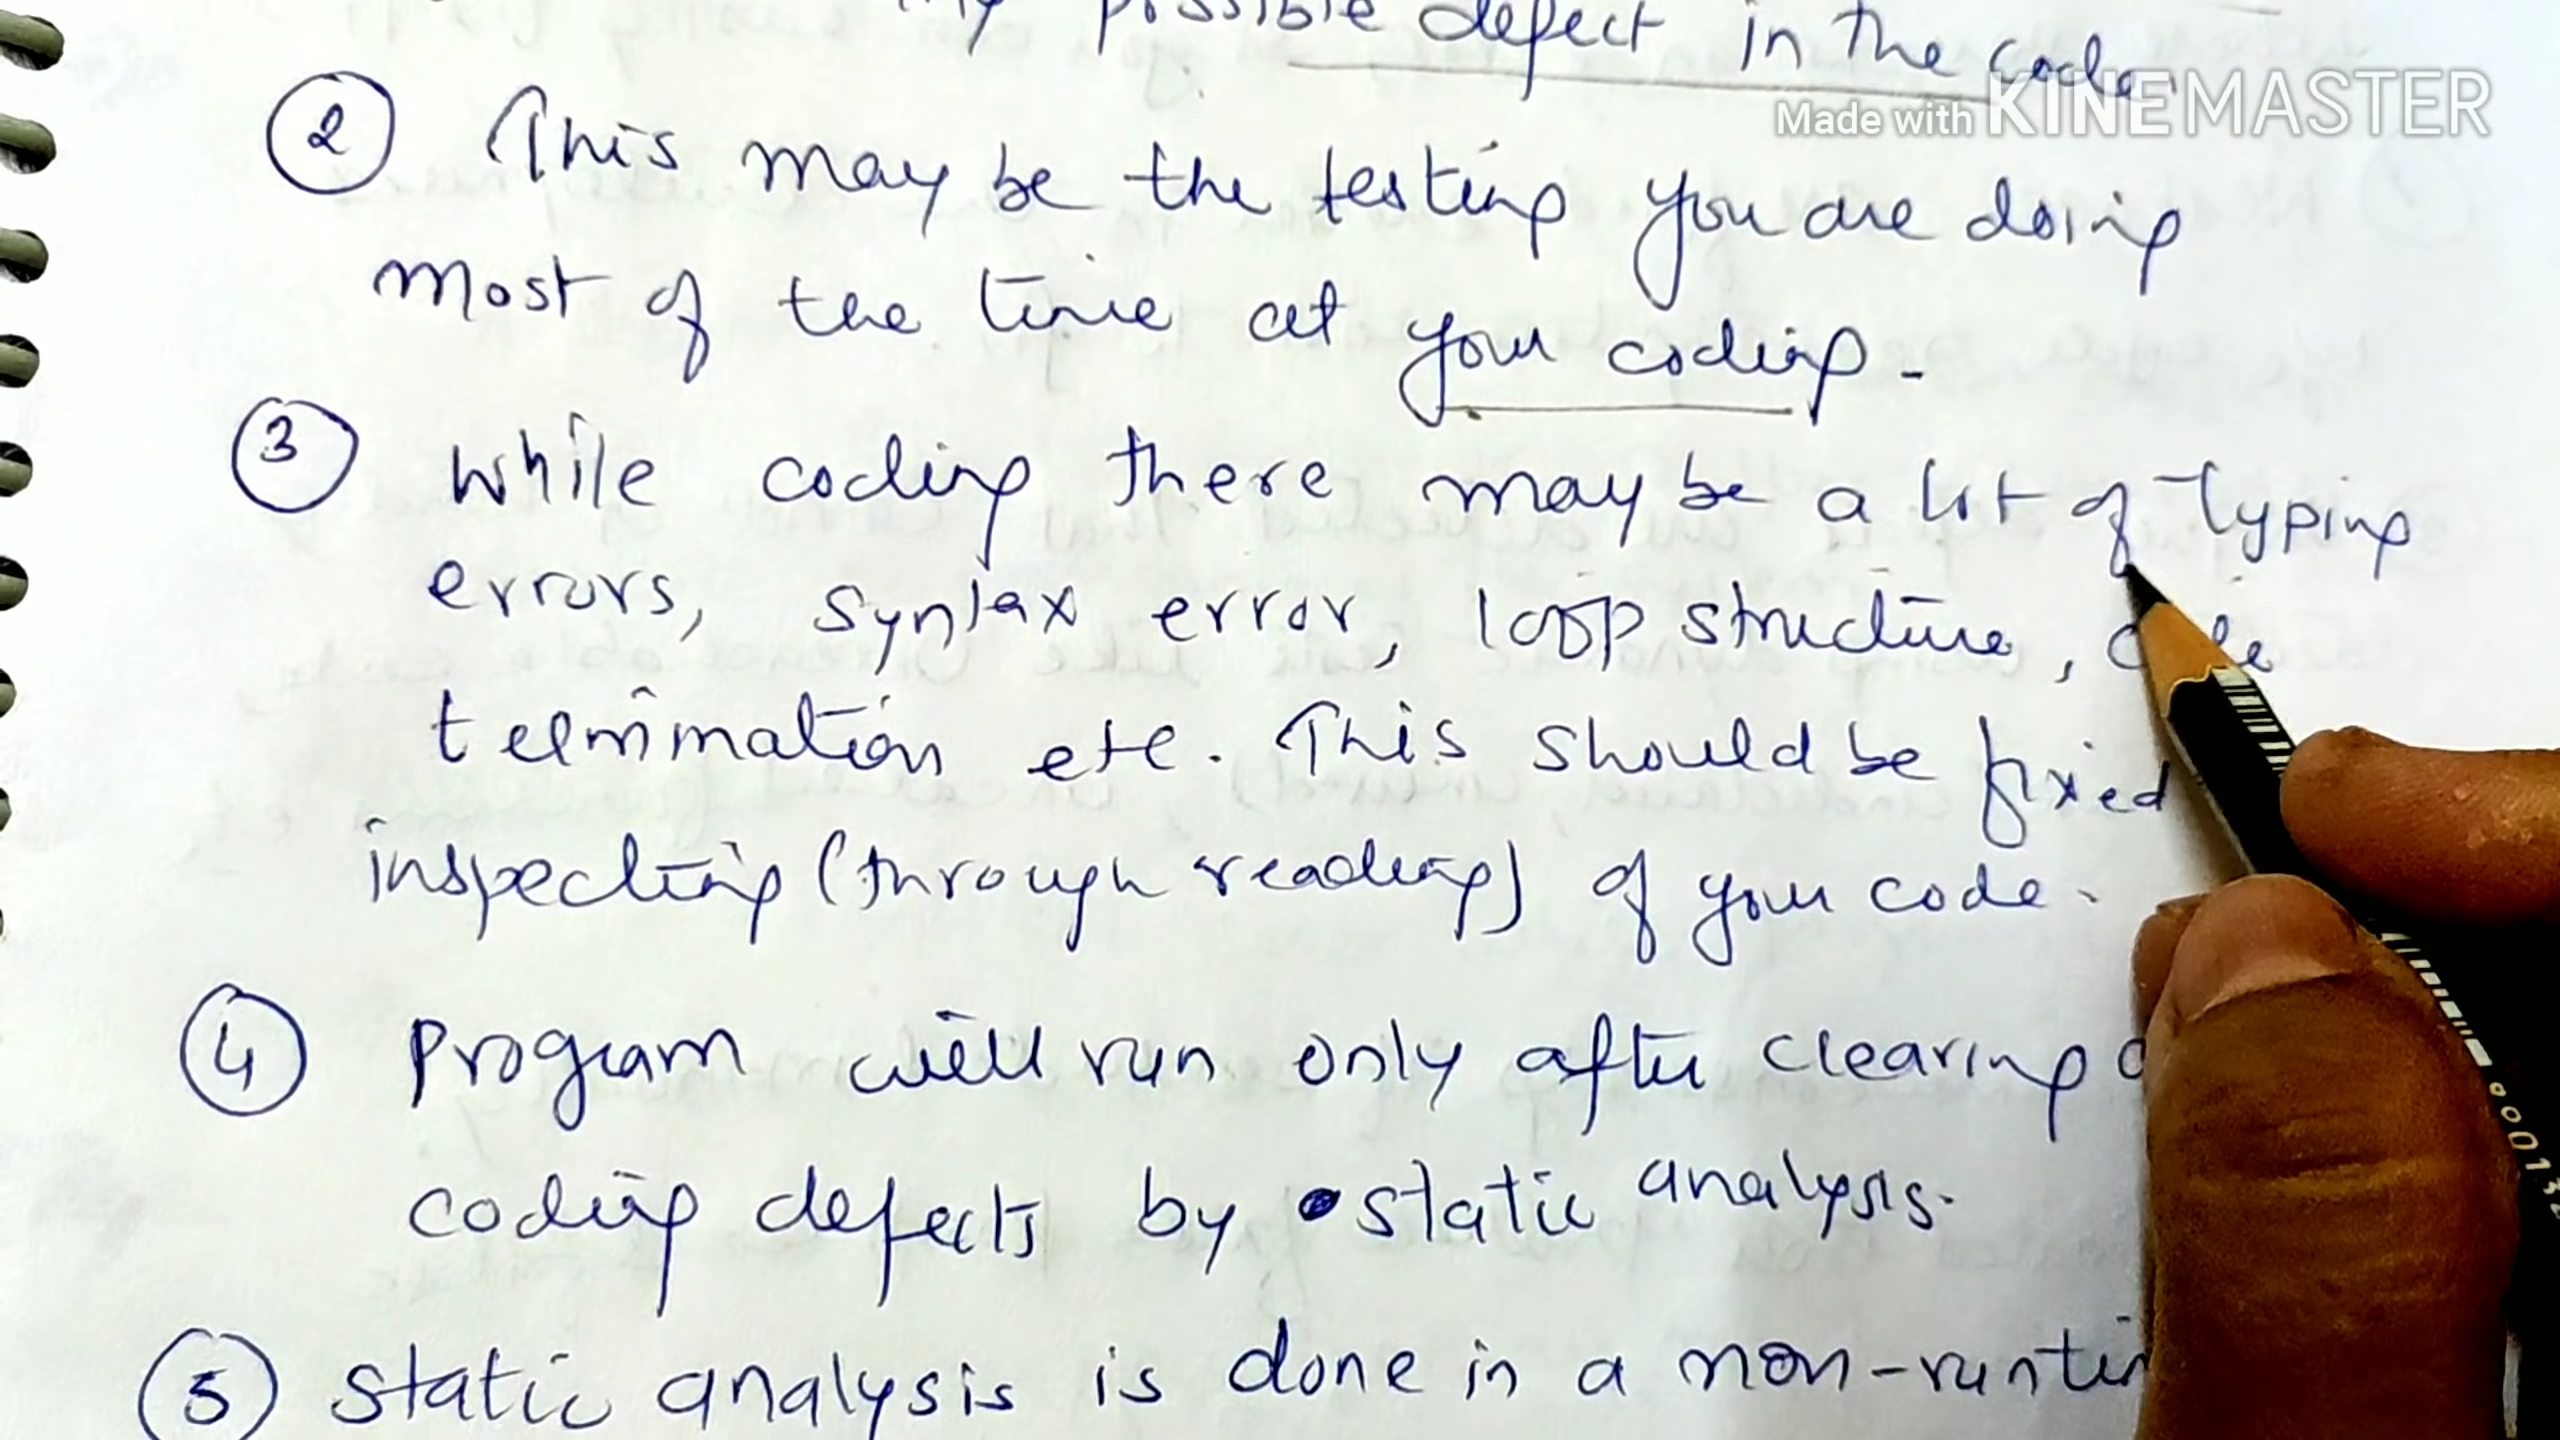 possible defect in the code.
Made with KINEMASTER
2 This may be the testing you are doing
most of the time at your coding.
3 while coding there may be a lot of typing
errors, syntax error, loop structure,
termination etc. This should be fixed
inspecting (through reading) of your code.
4 program will run only after clearing
coding defects by static analysis.
5 static analysis is done in a